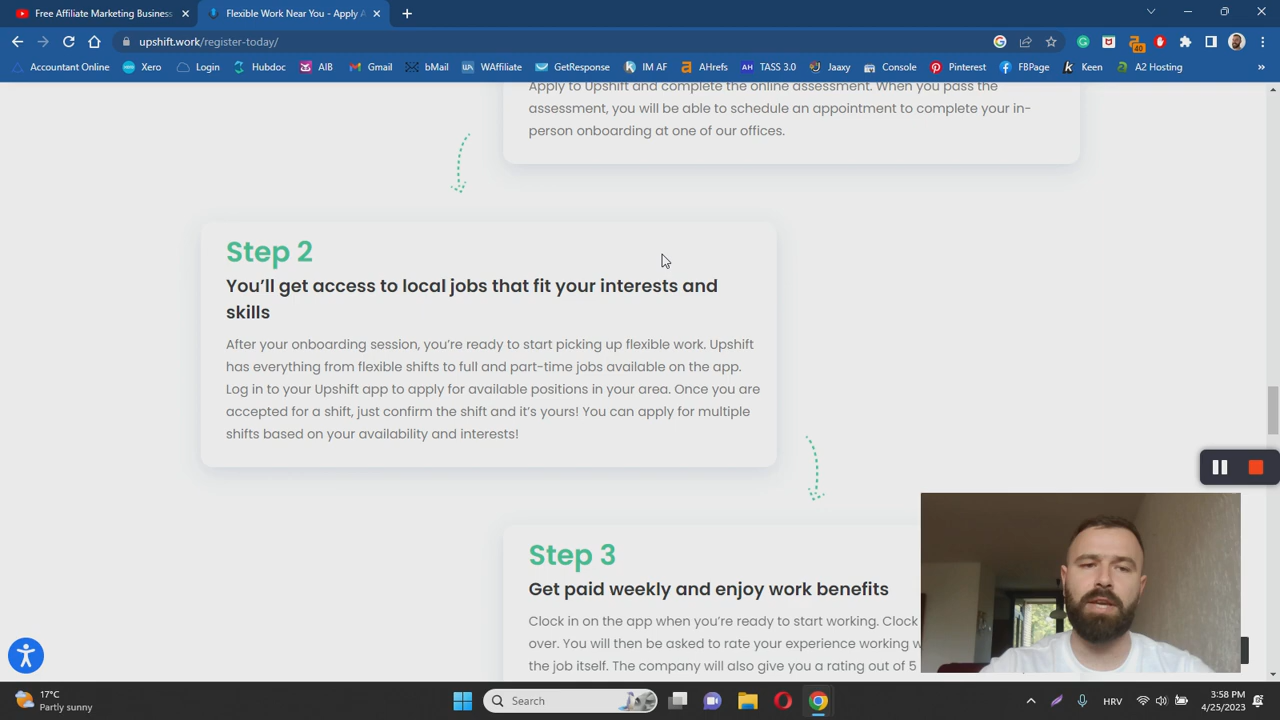 Free Affiliate Marketing Business
Flexible Work Near You - Apply A
upshift.work/register-today/
40
Accountant Online
Xero
Login
Hubdoc
AIB
Gmail
bMail
WAffiliate
GetResponse
IM AF
AHrefs
AH
TASS 3.0
Jaaxy
Console
Pinterest
FBPage
Keen
A2 Hosting
»
Apply to Upshift and complete the online assessment. When you pass the
assessment, you will be able to schedule an appointment to complete your in-
person onboarding at one of our offices.
Step 2
You’ll get access to local jobs that fit your interests and
skills
After your onboarding session, you’re ready to start picking up flexible work. Upshift
has everything from flexible shifts to full and part-time jobs available on the app.
Log in to your Upshift app to apply for available positions in your area. Once you are
accepted for a shift, just confirm the shift and it’s yours! You can apply for multiple
shifts based on your availability and interests!
Step 3
Get paid weekly and enjoy work benefits
Clock in on the app when you’re ready to start working. Clock
over. You will then be asked to rate your experience working
the job itself. The company will also give you a rating out of 5
17°C
Partly sunny
Search
HRV
3:58 PM
4/25/2023